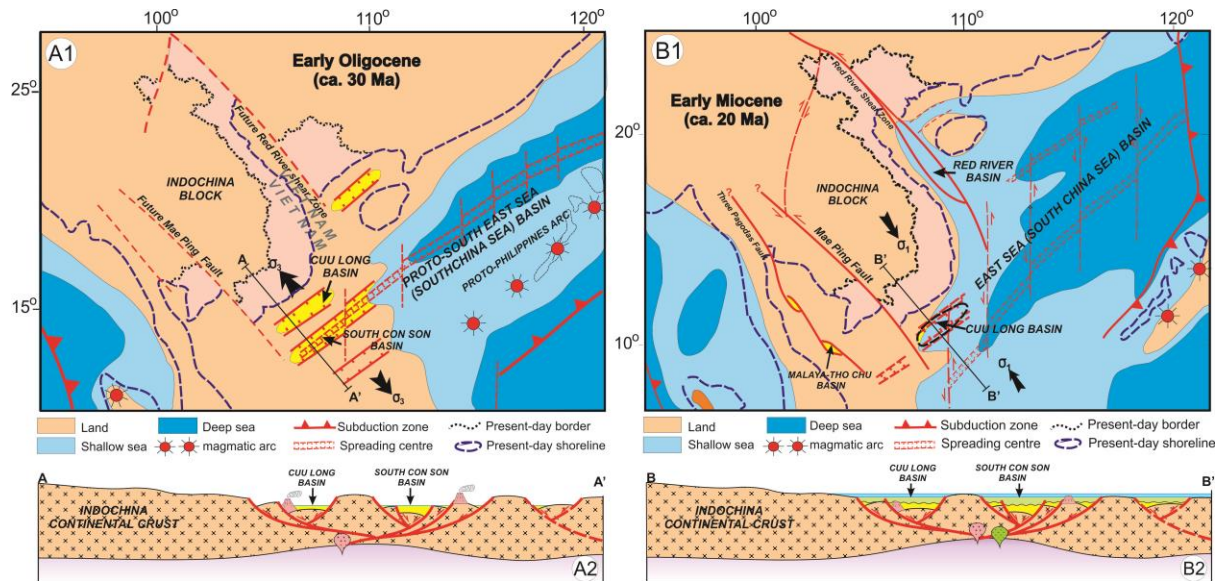 100°
110°
120°
A1
Early Oligocene
(ca. 30 Ma)
25°
15°
Future Red River Shear Zone
VIETNAM
VIETNAM
INDOCHINA
BLOCK
Future Mae Ping Fault
A
σ
CUU LONG
BASIN
PROTO-SOUTH EAST SEA
(SOUTHCHINA SEA) BASIN
PROTO-PHILIPPINES ARC
SOUTH CON SON
BASIN
A'
σ3
Land
Deep sea
Subduction zone
Present-day border
Shallow sea
magmatic arc
Spreading centre
Present-day shoreline
A
CUU LONG
BASIN
SOUTH CON SON
BASIN
A'
INDOCHINA
CONTINENTAL CRUST
A2
100°
110°
120°
B1
Early Miocene
(ca. 20 Ma)
20°
10°
Red River Shear Zone
RED RIVER
BASIN
INDOCHINA
BLOCK
EAST SEA (SOUTH CHINA SEA) BASIN
?
?
Three Pagodas Fault
Mae Ping Fault
σ1
B'
CUU LONG BASIN
MALAYA-THO CHU
BASIN
σ1
B'
Land
Deep sea
Subduction zone
Present-day border
Shallow sea
magmatic arc
Spreading centre
Present-day shoreline
B
CUU LONG
BASIN
SOUTH CON SON
BASIN
B'
INDOCHINA
CONTINENTAL CRUST
B2